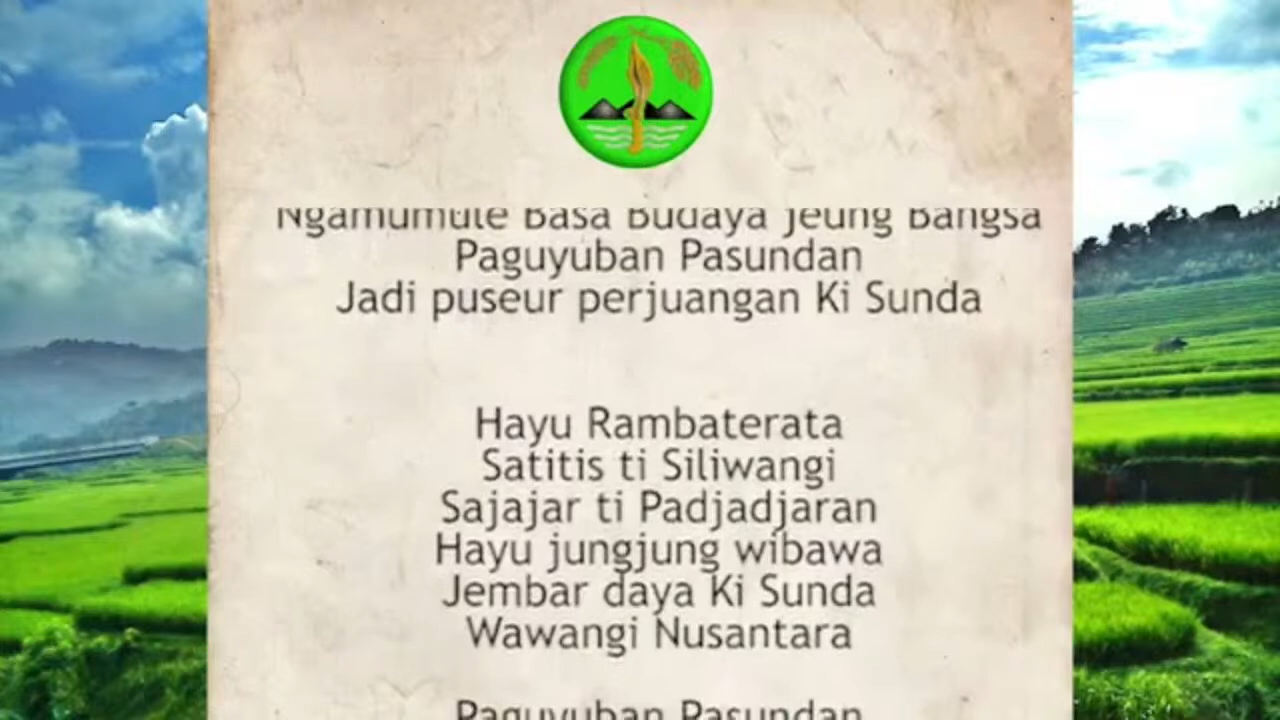 Ngamumule Basa Budaya Jeung Bangsa
Paguyuban Pasundan
Jadi puseur perjuangan Ki Sunda
Hayu Rambaterata
Satitis ti Siliwangi
Sajajar ti Padjadjaran
Hayu jungjung wibawa
Jembar daya Ki Sunda
Wawangi Nusantara
Paguyuban Pasundan